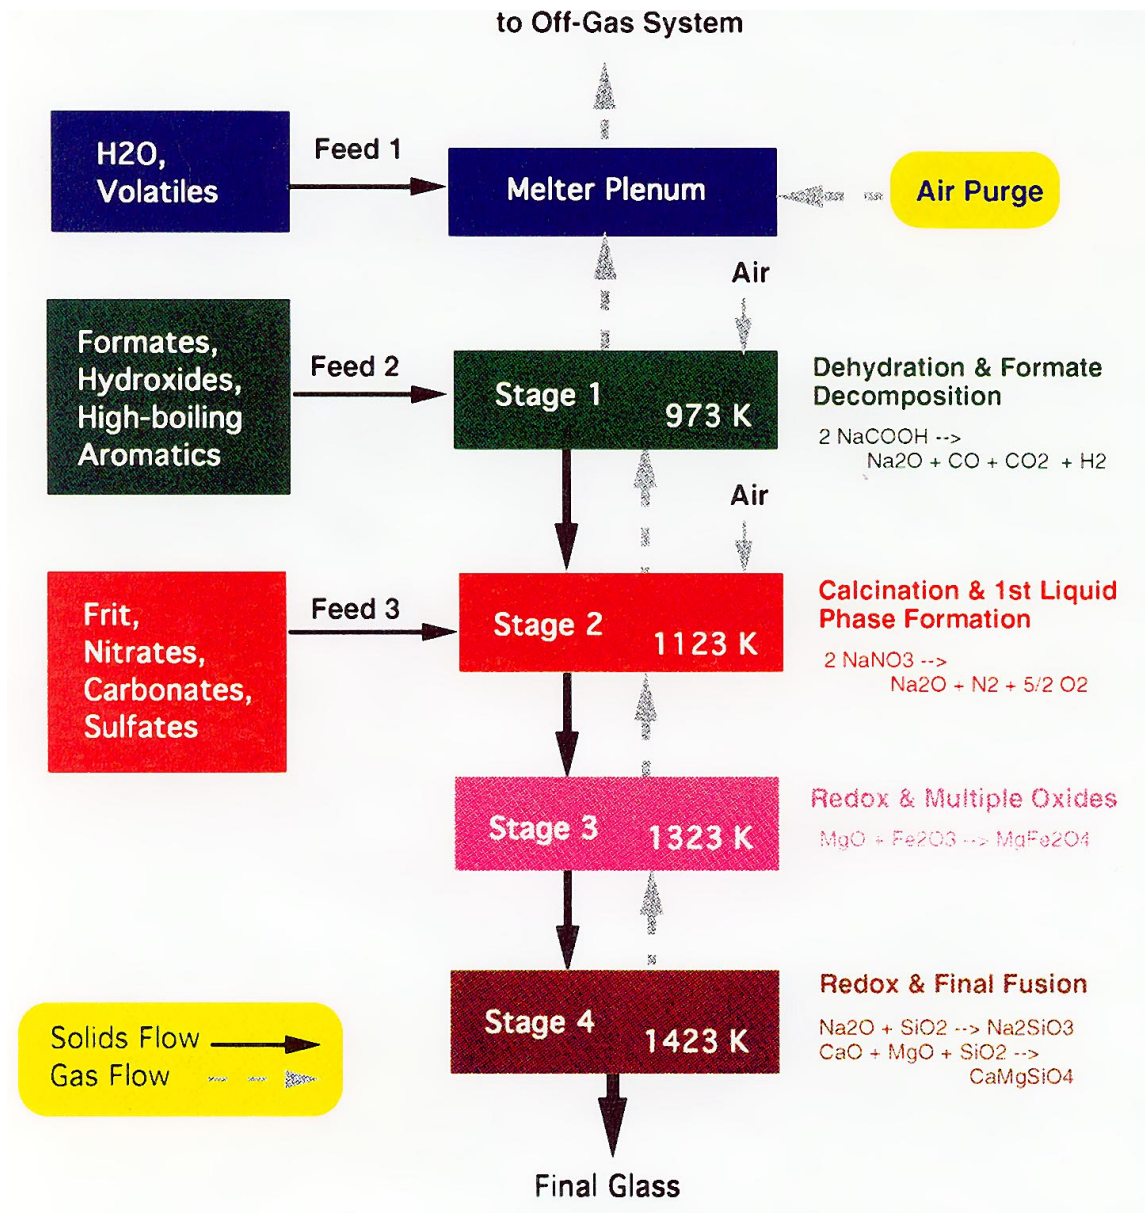 to Off-Gas System
H2O,
Volatiles
Feed 1
Melter Plenum
Air Purge
Air
Formates,
Hydroxides,
High-boiling
Aromatics
Feed 2
Stage 1
973 K
Dehydration & Formate
Decomposition
2 NaCOOH -->
Na2O + CO + CO2 + H2
Air
Frit,
Nitrates,
Carbonates,
Sulfates
Feed 3
Stage 2
1123 K
Calcination & 1st Liquid
Phase Formation
2 NaNO3 -->
Na2O + N2 + 5/2 O2
Stage 3
1323 K
Redox & Multiple Oxides
MgO + Fe2O3 --> MgFe2O4
Stage 4
1423 K
Redox & Final Fusion
Na2O + SiO2 --> Na2SiO3
CaO + MgO + SiO2 -->
CaMgSiO4
Solids Flow
Gas Flow
Final Glass